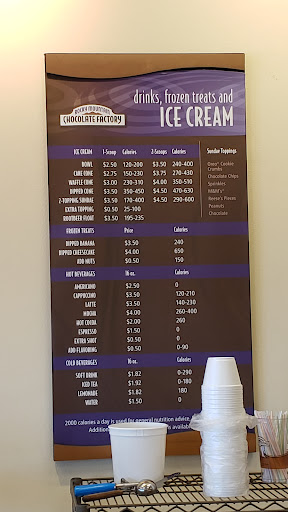 drinks, frozen treats and
ROCKY MOUNTAIN
CHOCOLATE FACTORY
ICE CREAM
ICE CREAM 1-Scoop Calories 2-Scoops Calories Sundae Toppings
BOWL $2.50 120-200 $3.50 240-400 Oreo® Cookie
Crumbs
CAKE CONE $2.75 150-230 $3.75 270-430 Chocolate Chips
WAFFLE CONE $3.00 230-310 $4.00 350-510 Sprinkles
DIPPED CONE $3.50 350-450 $4.50 470-630 M&M's®
2-TOPPING SUNDAE $3.50 170-400 $4.50 290-600 Reese's Pieces
EXTRA TOPPING $0.50 25-100 Peanuts
ROOTBEER FLOAT $3.50 195-235 Chocolate
FROZEN TREATS Price Calories
DIPPED BANANA $3.50 240
DIPPED CHEESECAKE $4.00 650
ADD NUTS $0.50 150
HOT BEVERAGES 16 oz. Calories
AMERICANO $2.50 0
CAPPUCCINO $3.50 120-210
LATTE $3.50 140-230
MOCHA $4.00 260-400
HOT COCOA $2.00 260
ESPRESSO $1.50 0
EXTRA SHOT $0.50 0
ADD FLAVORING $0.50 0-90
COLD BEVERAGES 16 oz. Calories
SOFT DRINK $1.82 0-290
ICED TEA $1.92 0-180
LEMONADE $1.82 180
WATER $1.50 0
2000 calories a day is used for general nutrition advice,
Additio s available